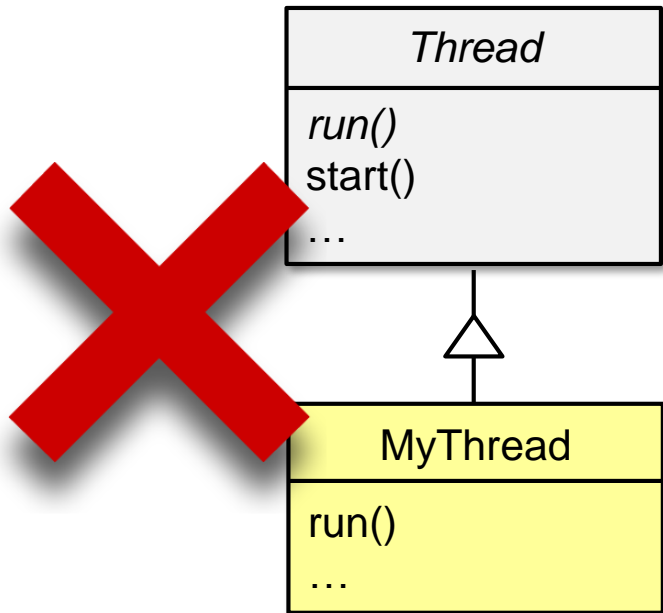 Thread
run()
start()
…
MyThread
run()
…